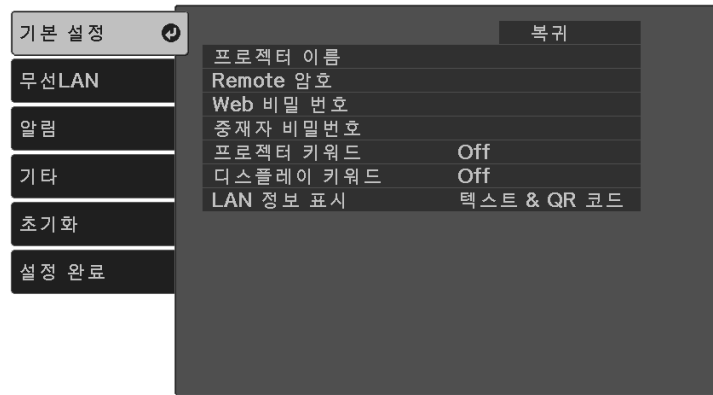 기본 설정
무선LAN
알림
기타
초기화
설정 완료
복귀
프로젝터 이름
Remote 암호
Web 비밀 번호
중재자 비밀번호
프로젝터 키워드 Off
디스플레이 키워드 Off
LAN 정보 표시 텍스트 & QR 코드